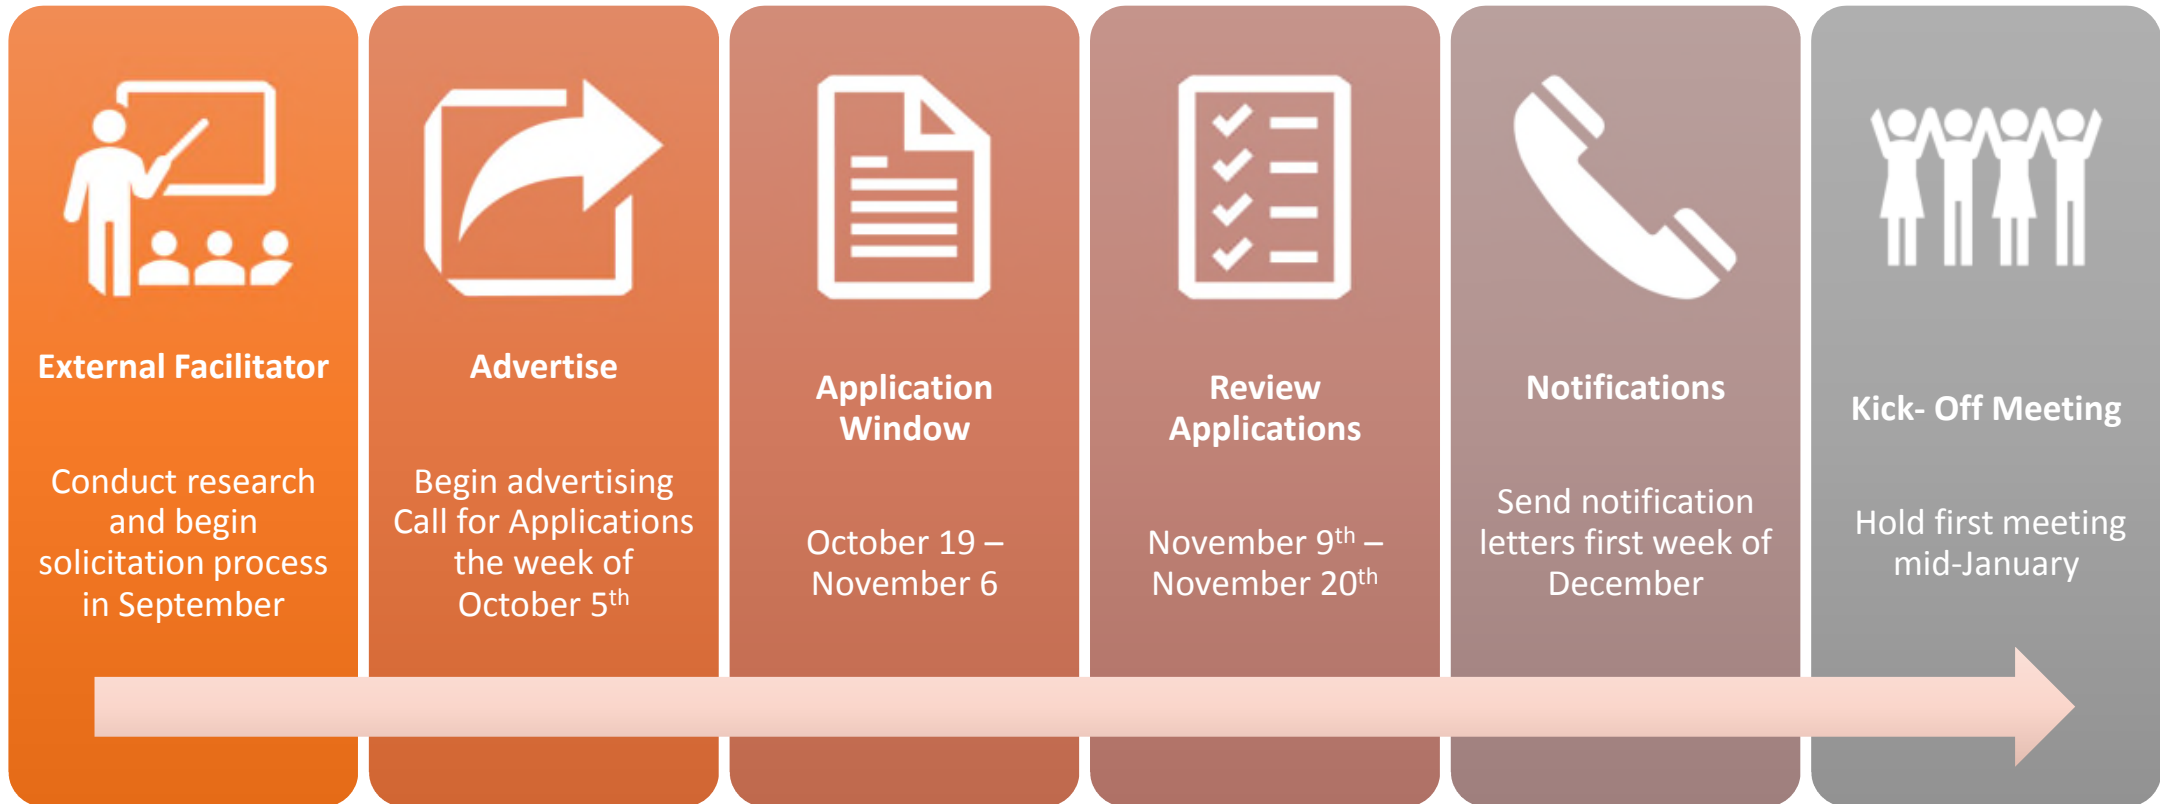 External Facilitator
Conduct research
and begin
solicitation process
in September
Advertise
Begin advertising
Call for Applications
the week of
October 5th
Application
Window
October 19 –
November 6
Review
Applications
November 9th –
November 20th
Notifications
Send notification
letters first week of
December
Kick- Off Meeting
Hold first meeting
mid-January